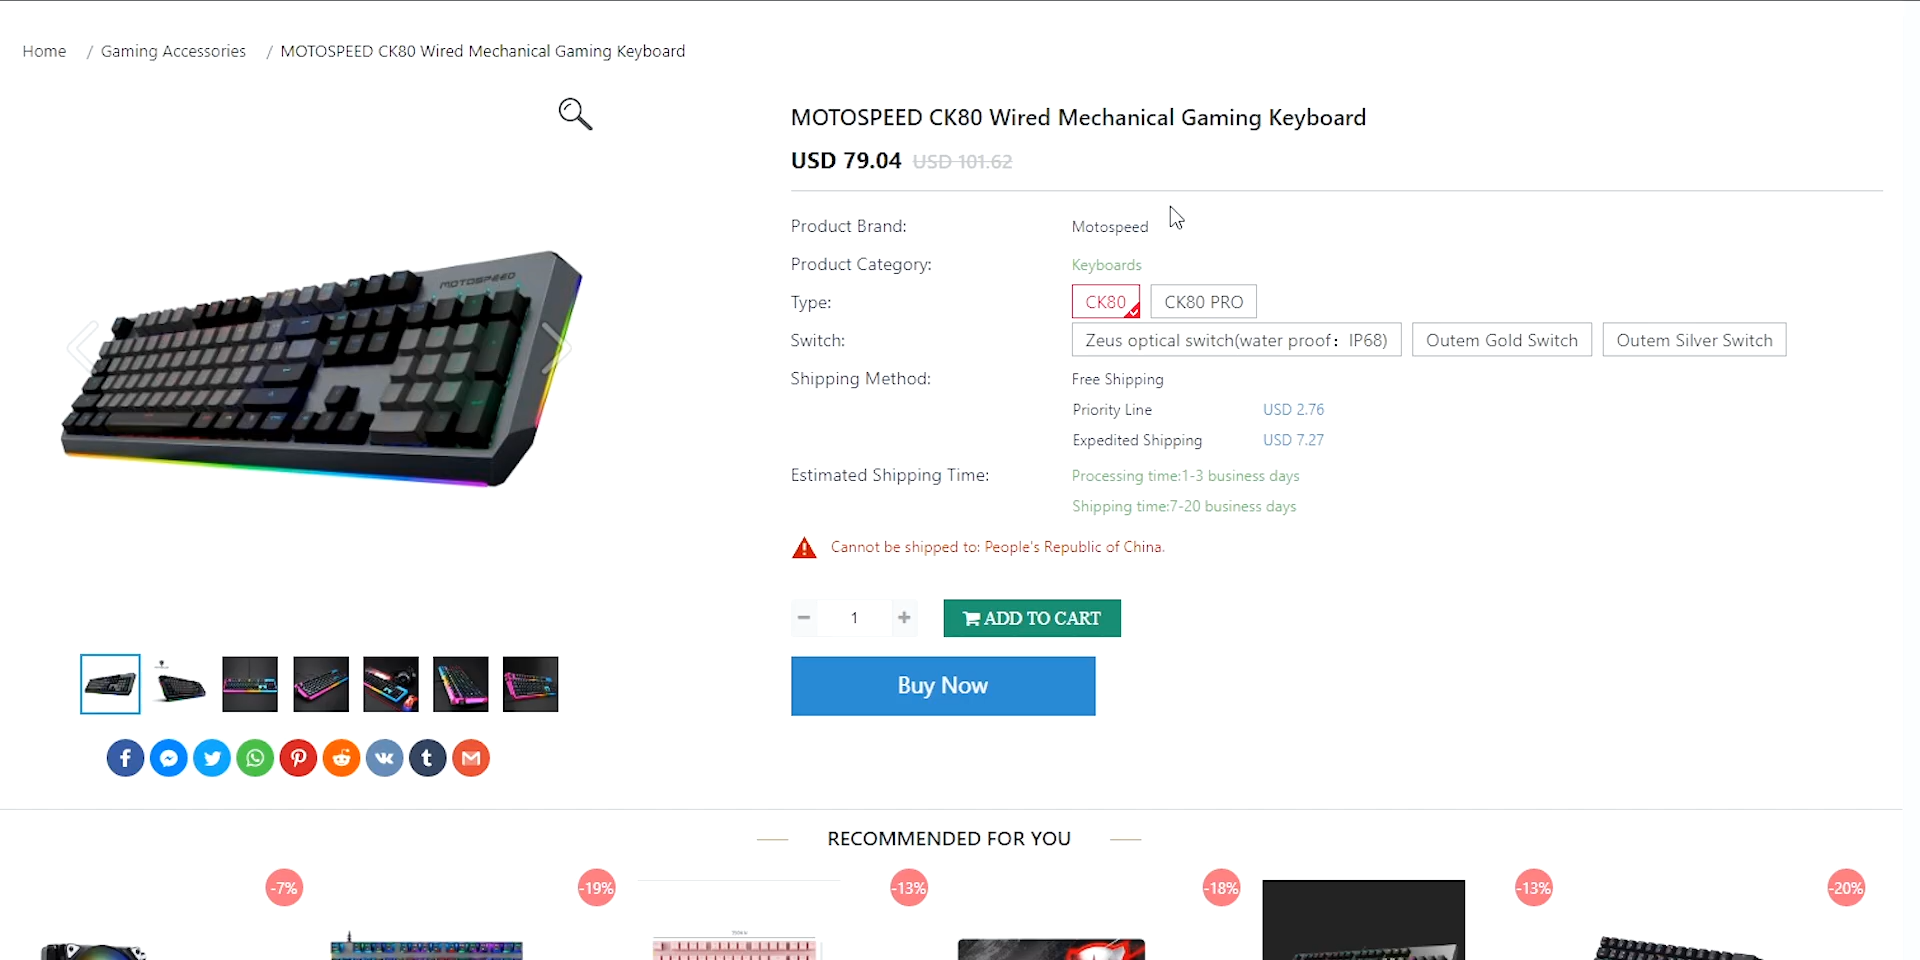 Home / Gaming Accessories / MOTOSPEED CK80 Wired Mechanical Gaming Keyboard
MOTOSPEED CK80 Wired Mechanical Gaming Keyboard
USD 79.04 USD 101.62
Product Brand: Motospeed
Product Category: Keyboards
Type: CK80 CK80 PRO
Switch: Zeus optical switch(water proof：IP68) Outem Gold Switch Outem Silver Switch
Shipping Method: Free Shipping
Priority Line USD 2.76
Expedited Shipping USD 7.27
Estimated Shipping Time: Processing time:1-3 business days
Shipping time:7-20 business days
Cannot be shipped to: People's Republic of China.
− 1 + ADD TO CART
Buy Now
MOTOSPEED
RECOMMENDED FOR YOU
-7% -19% -13% -18% -13% -20%